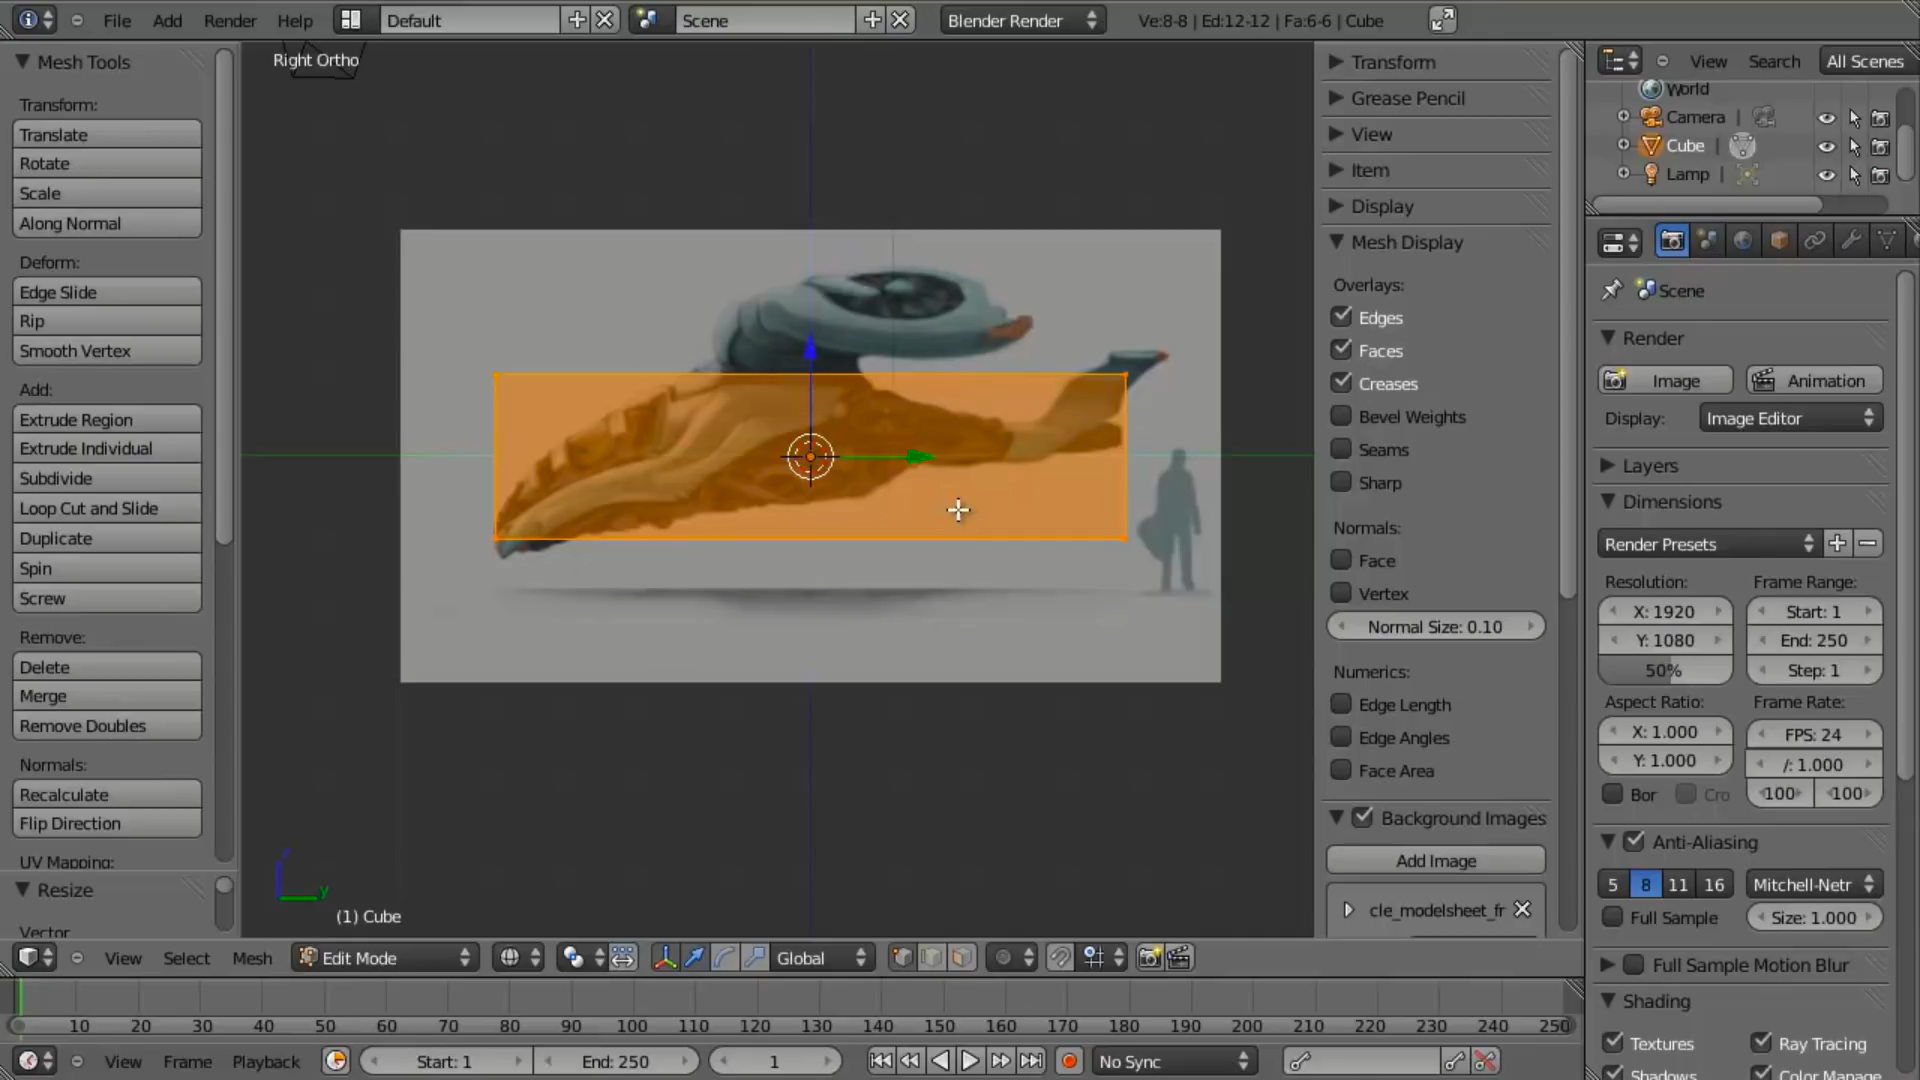 File Add Render Help Default Scene Blender Render Ve:8-8 | Ed:12-12 | Fa:6-6 | Cube
Mesh Tools
Transform:
Translate
Rotate
Scale
Along Normal
Deform:
Edge Slide
Rip
Smooth Vertex
Add:
Extrude Region
Extrude Individual
Subdivide
Loop Cut and Slide
Duplicate
Spin
Screw
Remove:
Delete
Merge
Remove Doubles
Normals:
Recalculate
Flip Direction
UV Mapping:
Resize
Vector
Right Ortho
y
(1) Cube
Transform
Grease Pencil
View
Item
Display
Mesh Display
Overlays:
Edges
Faces
Creases
Bevel Weights
Seams
Sharp
Normals:
Face
Vertex
Normal Size: 0.10
Numerics:
Edge Length
Edge Angles
Face Area
Background Images
Add Image
cle_modelsheet_fr
View Search All Scenes
World
Camera
Cube
Lamp
Scene
Render
Image Animation
Display: Image Editor
Layers
Dimensions
Render Presets
Resolution: Frame Range:
X: 1920 Start: 1
Y: 1080 End: 250
50% Step: 1
Aspect Ratio: Frame Rate:
X: 1.000 FPS: 24
Y: 1.000 /: 1.000
Bor Cro 100 100
Anti-Aliasing
5 8 11 16 Mitchell-Netr
Full Sample Size: 1.000
Full Sample Motion Blur
Shading
Textures Ray Tracing
Shadows Color Manage
View Select Mesh Edit Mode Global
10 20 30 40 50 60 70 80 90 100 110 120 130 140 150 160 170 180 190 200 210 220 230 240 250
View Frame Playback Start: 1 End: 250 1 No Sync